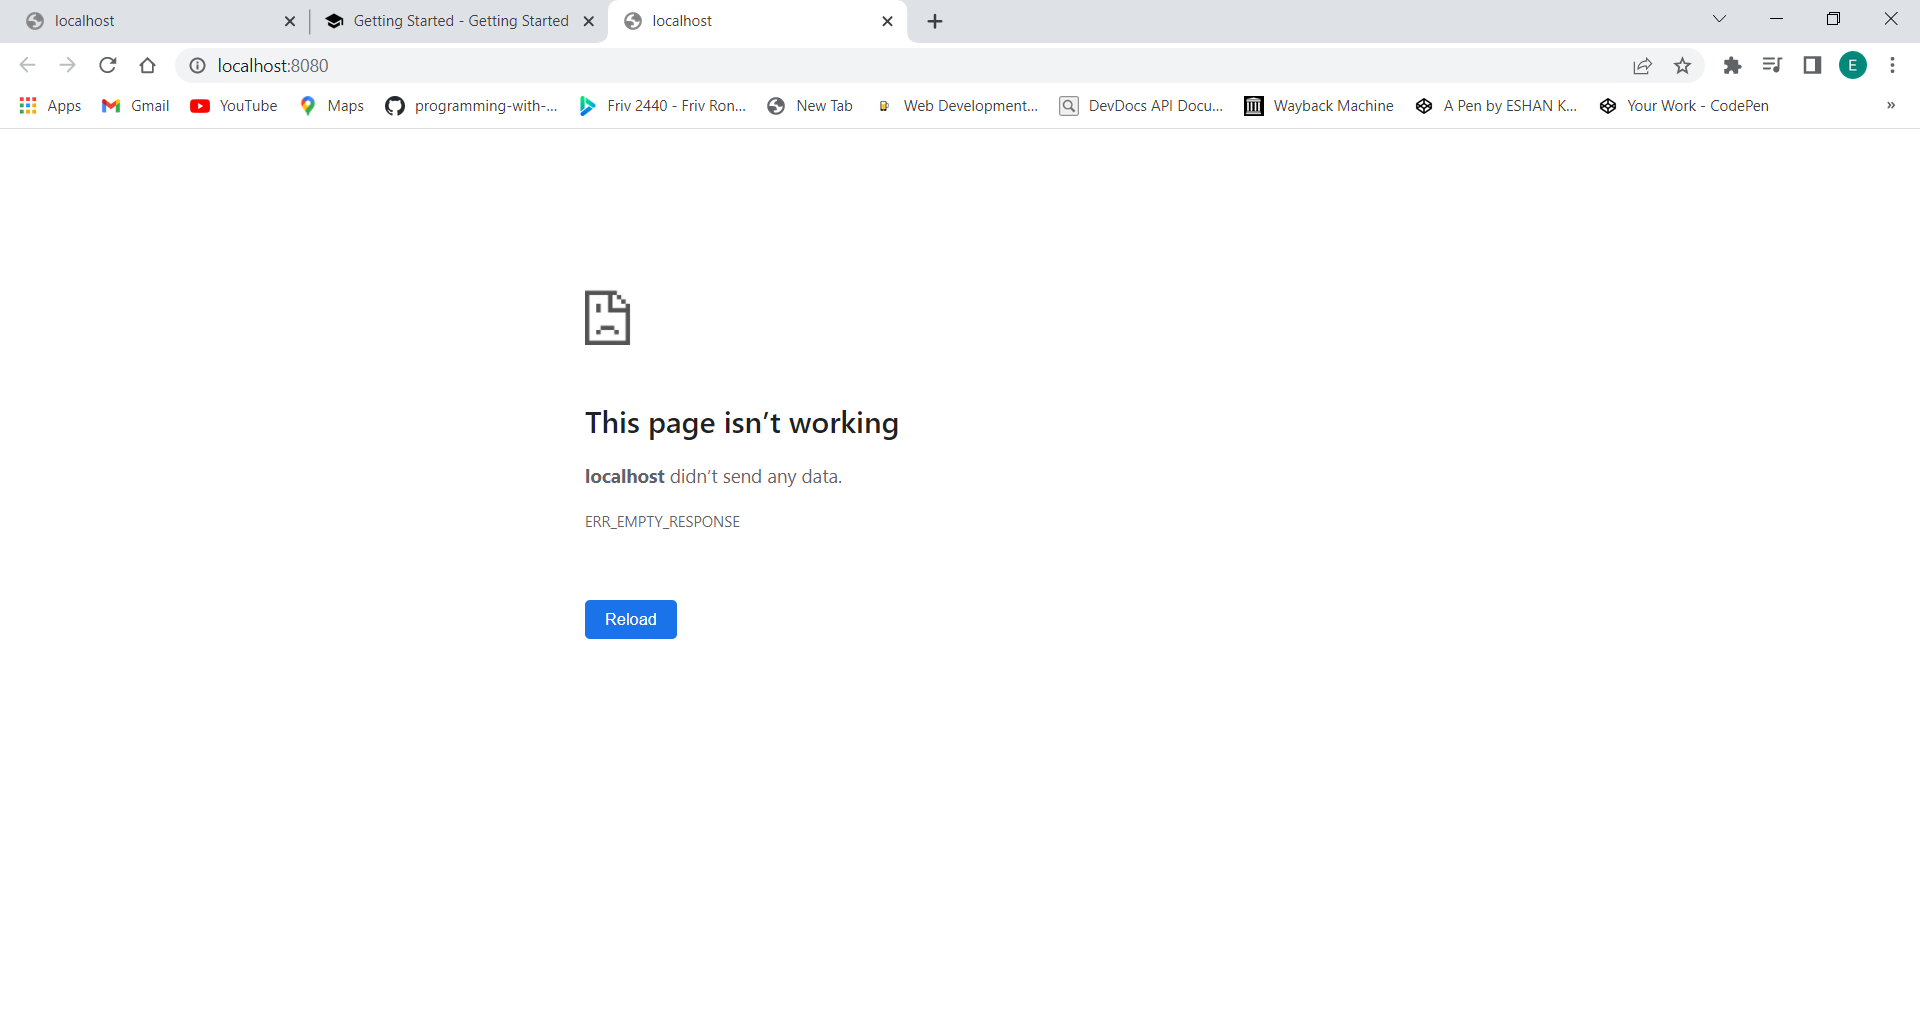 localhost
Getting Started - Getting Started
localhost
localhost:8080
E
Apps
Gmail
YouTube
Maps
programming-with-...
Friv 2440 - Friv Ron...
New Tab
Web Development...
DevDocs API Docu...
Wayback Machine
A Pen by ESHAN K...
Your Work - CodePen
»
This page isn’t working
localhost didn’t send any data.
ERR_EMPTY_RESPONSE
Reload